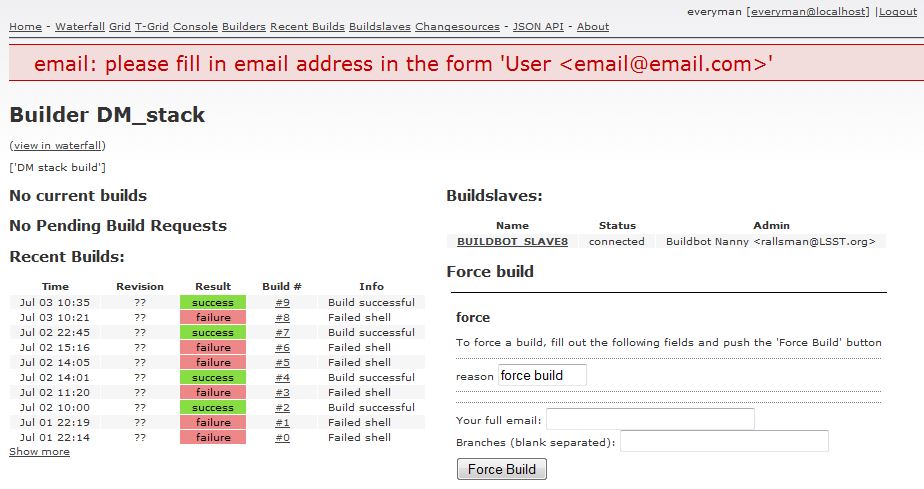 everyman [everyman@localhost] |Logout
Home - Waterfall Grid T-Grid Console Builders Recent Builds Buildslaves Changesources - JSON API - About
email: please fill in email address in the form 'User <email@email.com>'
Builder DM_stack
(view in waterfall)
['DM stack build']
No current builds
No Pending Build Requests
Recent Builds:
Time Revision Result Build # Info
Jul 03 10:35 ?? success #9 Build successful
Jul 03 10:21 ?? failure #8 Failed shell
Jul 02 22:45 ?? success #7 Build successful
Jul 02 15:16 ?? failure #6 Failed shell
Jul 02 14:05 ?? failure #5 Failed shell
Jul 02 14:01 ?? success #4 Build successful
Jul 02 11:20 ?? failure #3 Failed shell
Jul 02 10:00 ?? success #2 Build successful
Jul 01 22:19 ?? failure #1 Failed shell
Jul 01 22:14 ?? failure #0 Failed shell
Show more
Buildslaves:
Name Status Admin
BUILDBOT_SLAVE8 connected Buildbot Nanny <rallsman@LSST.org>
Force build
force
To force a build, fill out the following fields and push the 'Force Build' button
reason force build
Your full email:
Branches (blank separated):
Force Build